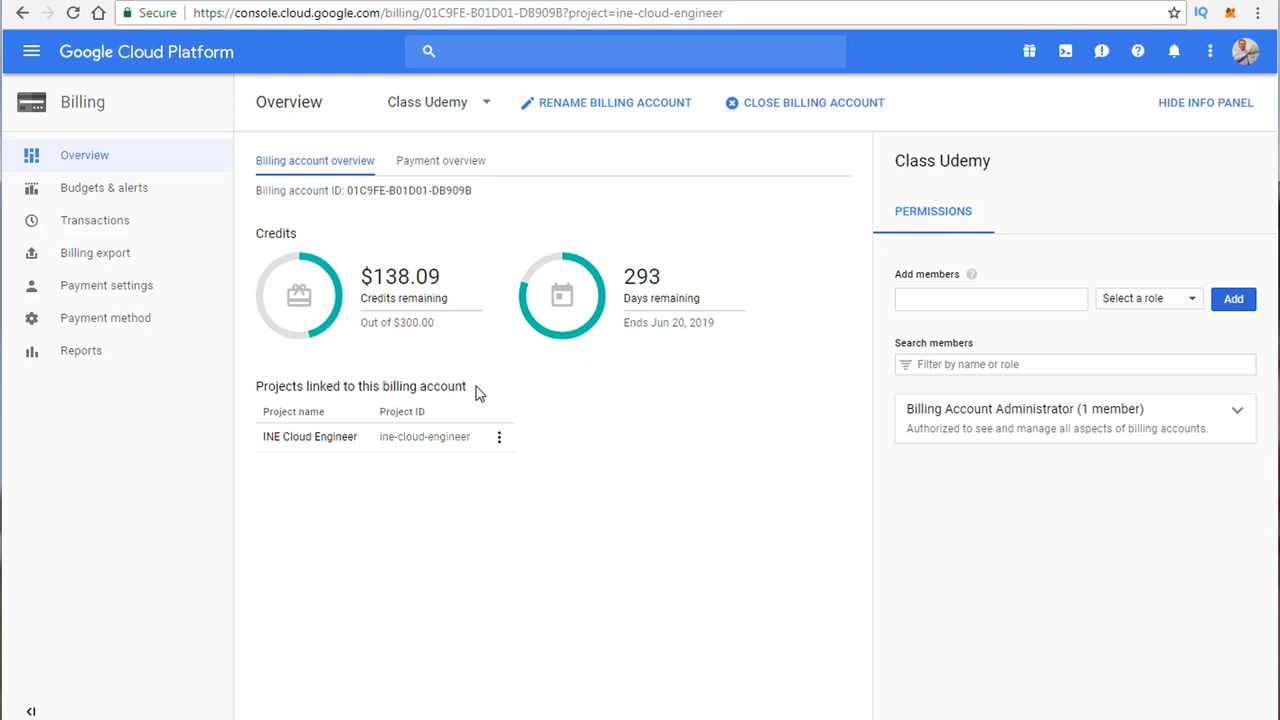 Secure https://console.cloud.google.com/billing/01C9FE-B01D01-DB909B?project=ine-cloud-engineer IQ
Google Cloud Platform
Billing
Overview Class Udemy RENAME BILLING ACCOUNT CLOSE BILLING ACCOUNT HIDE INFO PANEL
Overview
Budgets & alerts
Transactions
Billing export
Payment settings
Payment method
Reports
Billing account overview Payment overview
Billing account ID: 01C9FE-B01D01-DB909B
Credits
$138.09
Credits remaining
Out of $300.00
293
Days remaining
Ends Jun 20, 2019
Projects linked to this billing account
Project name Project ID
INE Cloud Engineer ine-cloud-engineer
Class Udemy
PERMISSIONS
Add members
Select a role Add
Search members
Filter by name or role
Billing Account Administrator (1 member)
Authorized to see and manage all aspects of billing accounts.